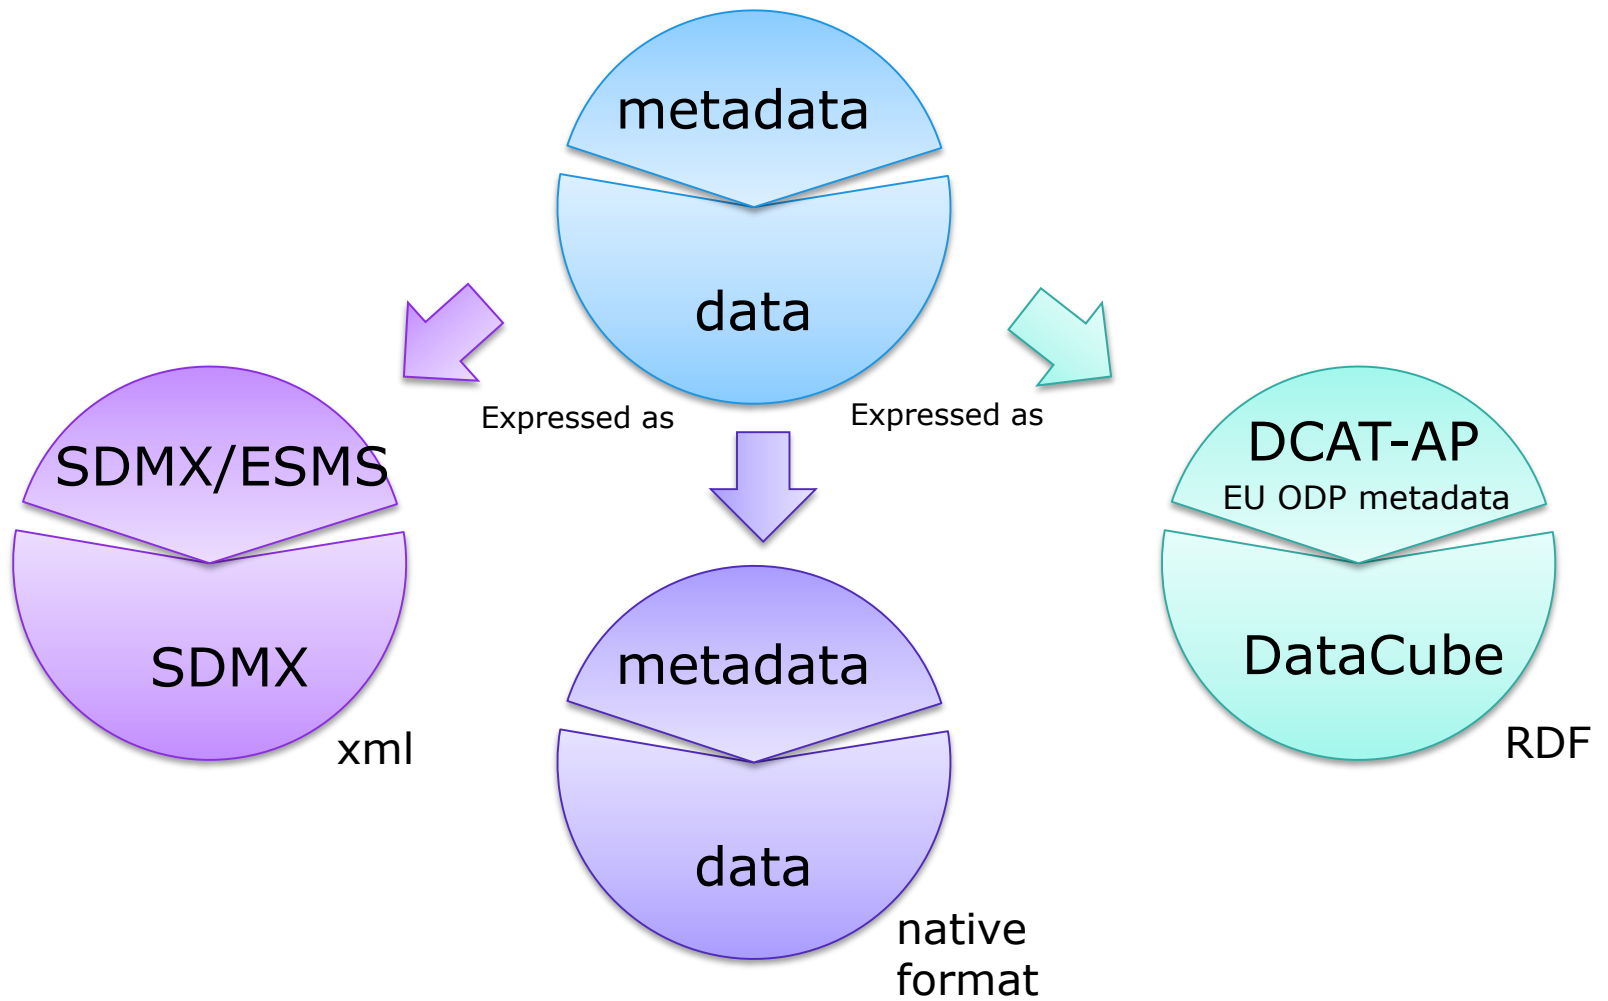 metadata
data
Expressed as
Expressed as
SDMX/ESMS
SDMX
xml
metadata
data
native
format
DCAT-AP
EU ODP metadata
DataCube
RDF